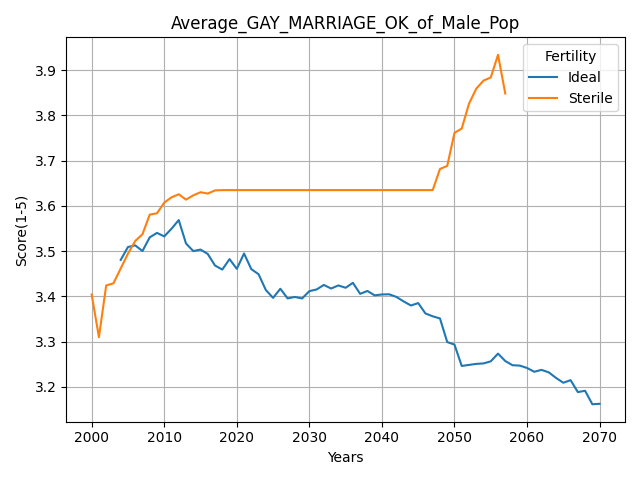 Average_GAY_MARRIAGE_OK_of_Male_Pop
Fertility
Ideal
Sterile
3.9
3.8
3.7
3.6
3.5
3.4
3.3
3.2
Score(1-5)
2000 2010 2020 2030 2040 2050 2060 2070
Years